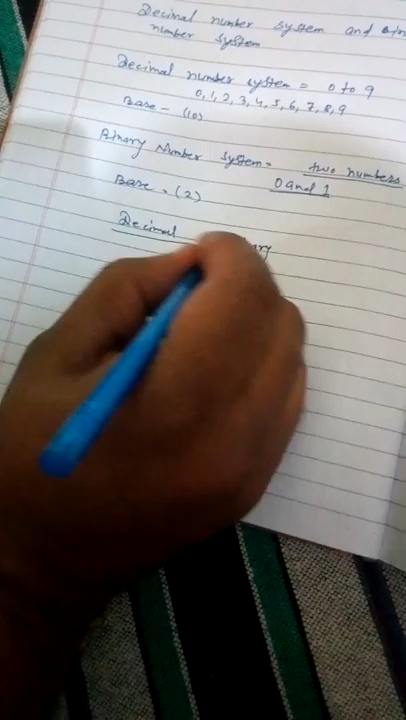 Decimal number system and
number system
Decimal number system = 0 to 9
0, 1, 2, 3, 4, 5, 6, 7, 8, 9
Base - (10)
Binary Number System = two numbers
0 and 1
Base - (2)
Decimal